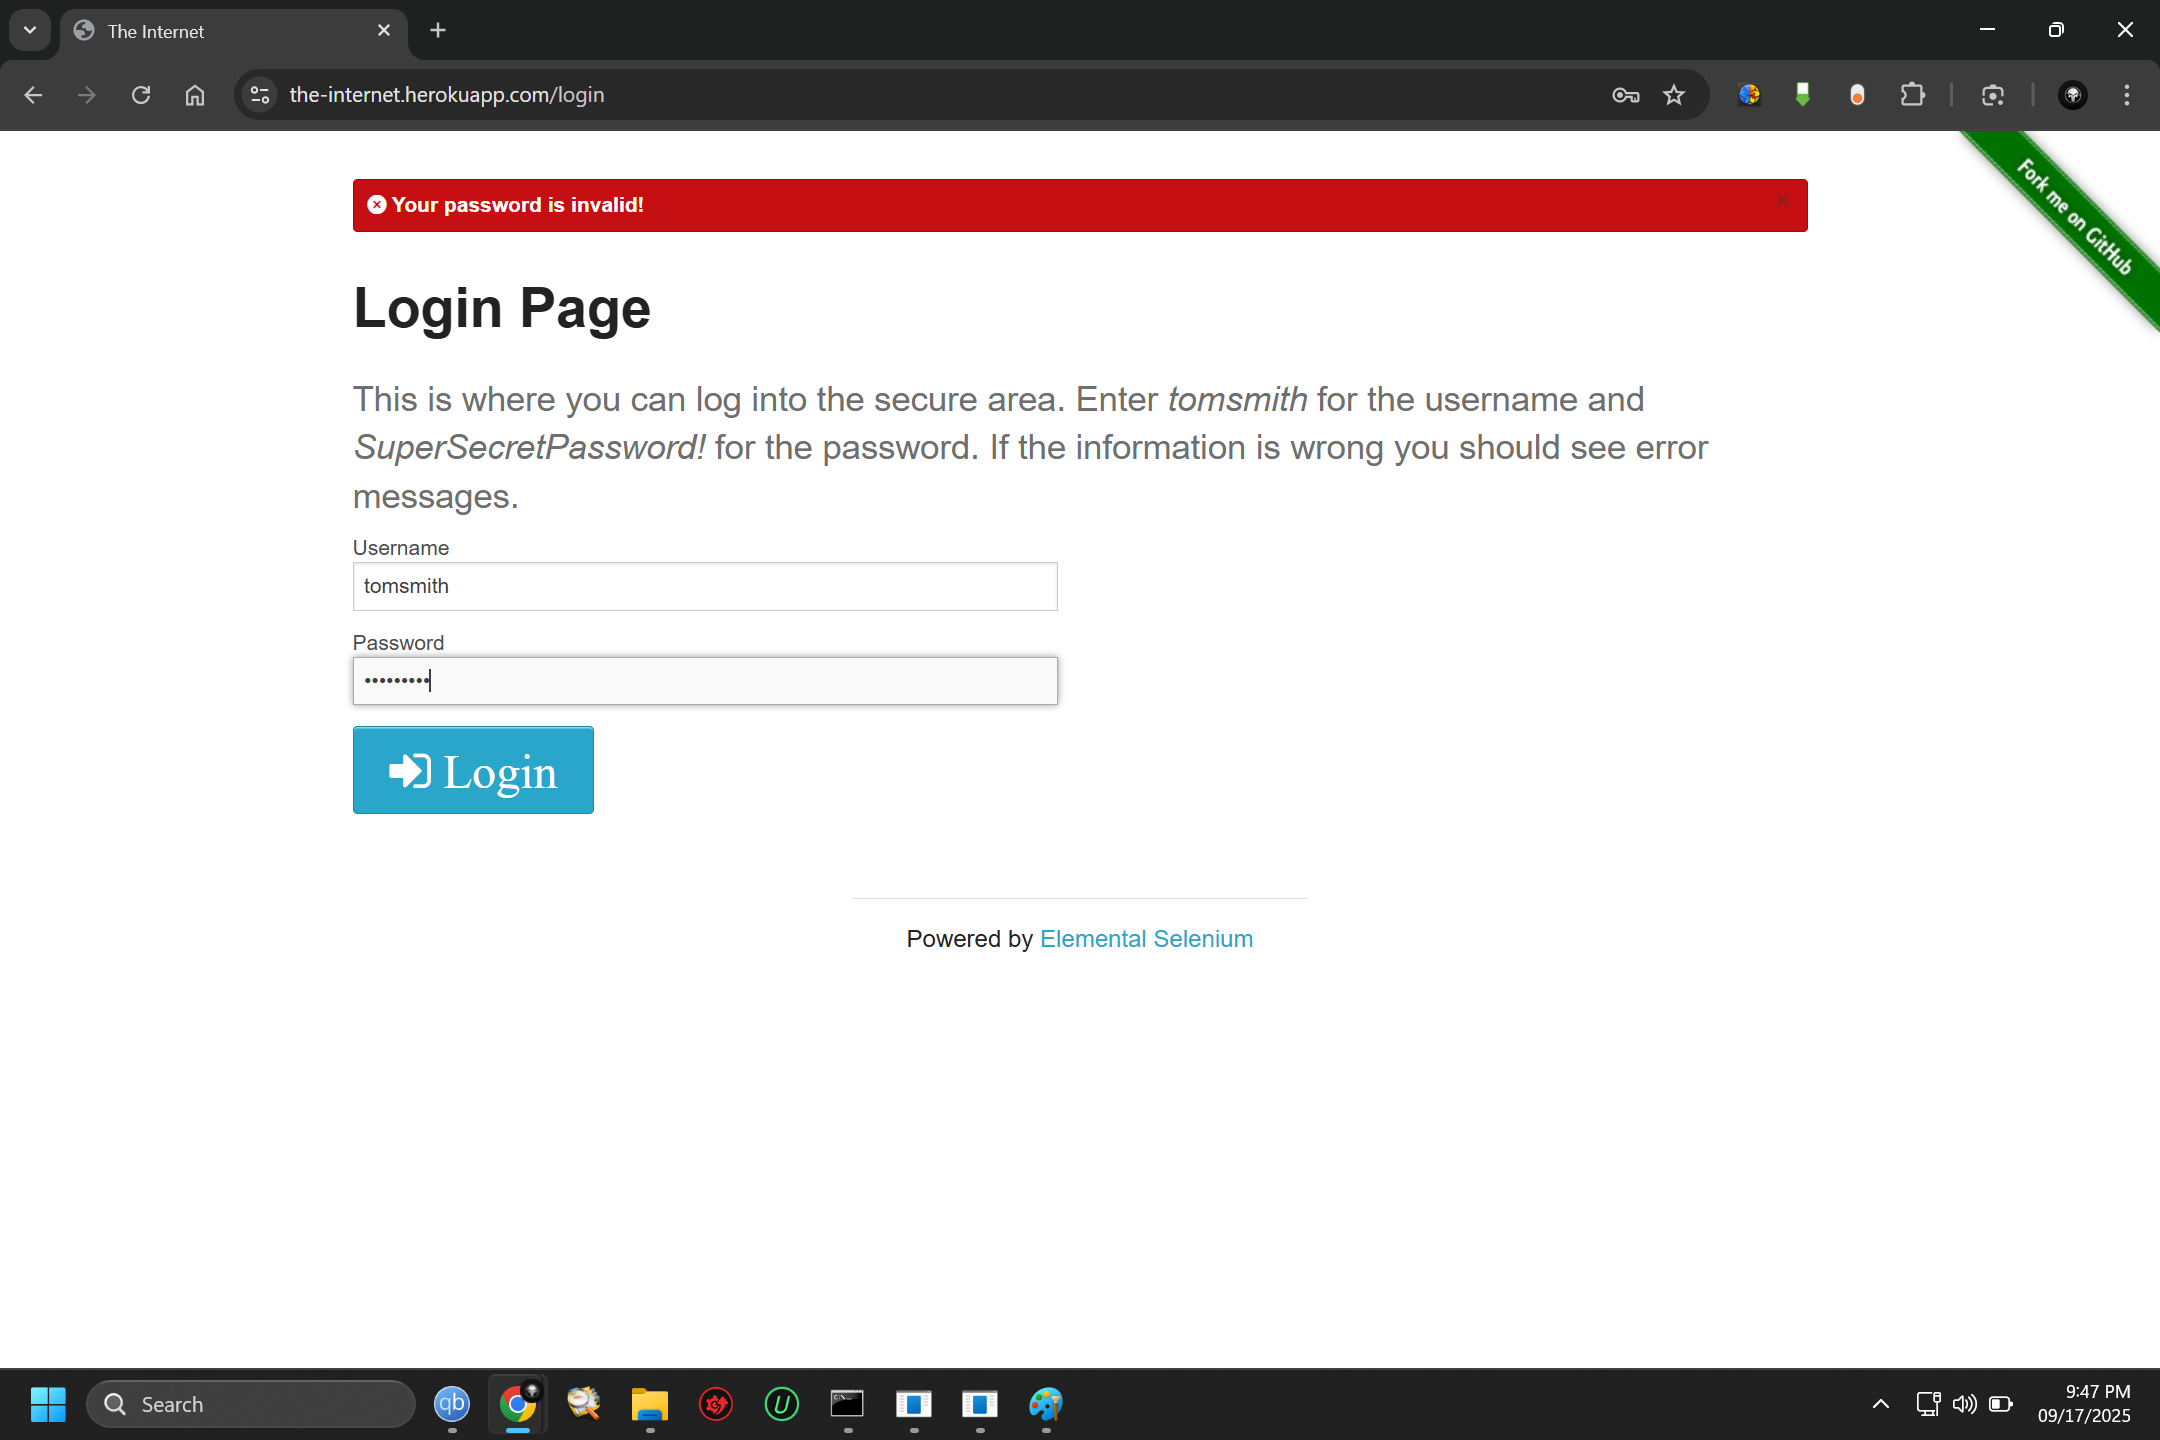 The Internet
the-internet.herokuapp.com/login
Fork me on GitHub
Your password is invalid!
Login Page
This is where you can log into the secure area. Enter tomsmith for the username and
SuperSecretPassword! for the password. If the information is wrong you should see error
messages.
Username
tomsmith
Password
•••••••••
Login
Powered by Elemental Selenium
Search
qb
U
9:47 PM
09/17/2025